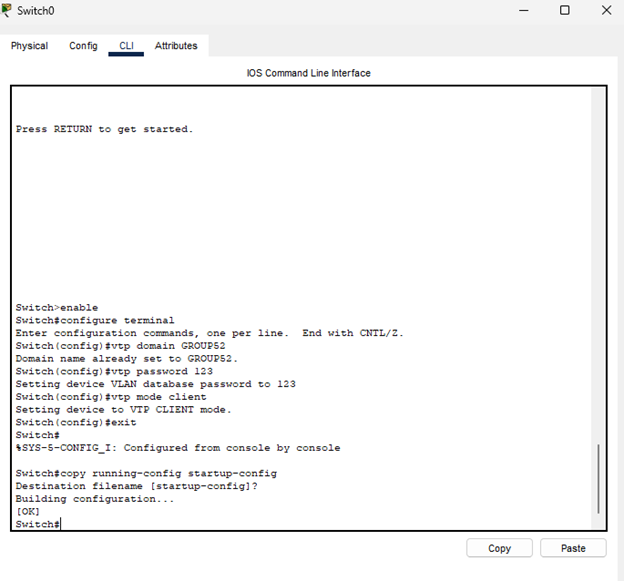 Switch0
Physical Config CLI Attributes
IOS Command Line Interface
Press RETURN to get started.
Switch>enable
Switch#configure terminal
Enter configuration commands, one per line.  End with CNTL/Z.
Switch(config)#vtp domain GROUP52
Domain name already set to GROUP52.
Switch(config)#vtp password 123
Setting device VLAN database password to 123
Switch(config)#vtp mode client
Setting device to VTP CLIENT mode.
Switch(config)#exit
Switch#
%SYS-5-CONFIG_I: Configured from console by console
Switch#copy running-config startup-config
Destination filename [startup-config]?
Building configuration...
[OK]
Switch#
Copy Paste